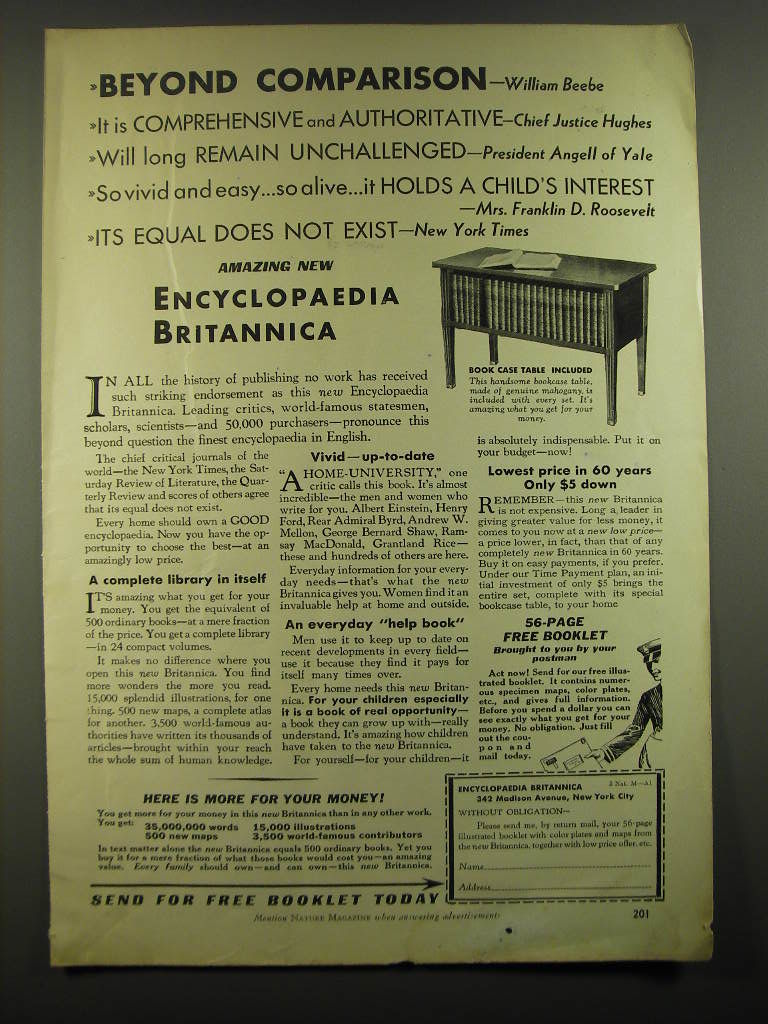 »BEYOND COMPARISON—William Beebe
»It is COMPREHENSIVE and AUTHORITATIVE—Chief Justice Hughes
»Will long REMAIN UNCHALLENGED—President Angell of Yale
»So vivid and easy...so alive...it HOLDS A CHILD'S INTEREST
—Mrs. Franklin D. Roosevelt
»ITS EQUAL DOES NOT EXIST—New York Times
AMAZING NEW
ENCYCLOPAEDIA
BRITANNICA
BOOK CASE TABLE INCLUDED
This handsome bookcase table,
made of genuine mahogany, is
included with every set. It's
amazing what you get for your
money.
IN ALL the history of publishing no work has received
such striking endorsement as this new Encyclopaedia
Britannica. Leading critics, world-famous statesmen,
scholars, scientists—and 50,000 purchasers—pronounce this
beyond question the finest encyclopaedia in English.
The chief critical journals of the
world—the New York Times, the Sat-
urday Review of Literature, the Quar-
terly Review and scores of others agree
that its equal does not exist.
Every home should own a GOOD
encyclopaedia. Now you have the op-
portunity to choose the best—at an
amazingly low price.
A complete library in itself
IT'S amazing what you get for your
money. You get the equivalent of
500 ordinary books—at a mere fraction
of the price. You get a complete library
—in 24 compact volumes.
It makes no difference where you
open this new Britannica. You find
more wonders the more you read.
15,000 splendid illustrations, for one
thing. 500 new maps, a complete atlas
for another. 3,500 world-famous au-
thorities have written its thousands of
articles—brought within your reach
the whole sum of human knowledge.
Vivid—up-to-date
"A HOME-UNIVERSITY," one
critic calls this book. It's almost
incredible—the men and women who
write for you. Albert Einstein, Henry
Ford, Rear Admiral Byrd, Andrew W.
Mellon, George Bernard Shaw, Ram-
say MacDonald, Grantland Rice—
these and hundreds of others are here.
Everyday information for your every-
day needs—that's what the new
Britannica gives you. Women find it an
invaluable help at home and outside.
An everyday "help book"
Men use it to keep up to date on
recent developments in every field—
use it because they find it pays for
itself many times over.
Every home needs this new Britan-
nica. For your children especially
it is a book of real opportunity—
a book they can grow up with—really
understand. It's amazing how children
have taken to the new Britannica.
For yourself—for your children—it
is absolutely indispensable. Put it on
your budget—now!
Lowest price in 60 years
Only $5 down
REMEMBER—this new Britannica
is not expensive. Long a leader in
giving greater value for less money, it
comes to you now at a new low price—
a price lower, in fact, than that of any
completely new Britannica in 60 years.
Buy it on easy payments, if you prefer.
Under our Time Payment plan, an ini-
tial investment of only $5 brings the
entire set, complete with its special
bookcase table, to your home
56-PAGE
FREE BOOKLET
Brought to you by your
postman
Act now! Send for our free illus-
trated booklet. It contains numer-
ous specimen maps, color plates,
etc., and gives full information.
Before you spend a dollar you can
see exactly what you get for your
money. No obligation. Just fill
out the cou-
pon and
mail today.
HERE IS MORE FOR YOUR MONEY!
You get more for your money in this new Britannica than in any other work.
You get: 35,000,000 words 15,000 illustrations
500 new maps 3,500 world-famous contributors
In text matter alone the new Britannica equals 500 ordinary books. Yet you
buy it for a mere fraction of what those books would cost you—an amazing
value. Every family should own—and can own—this new Britannica.
SEND FOR FREE BOOKLET TODAY
ENCYCLOPAEDIA BRITANNICA 3 Nat. M—A1
342 Madison Avenue, New York City
WITHOUT OBLIGATION—
Please send me, by return mail, your 56-page
illustrated booklet with color plates and maps from
the new Britannica, together with low price offer, etc.
Name
Address
Mention NATURE MAGAZINE when answering advertisements
201